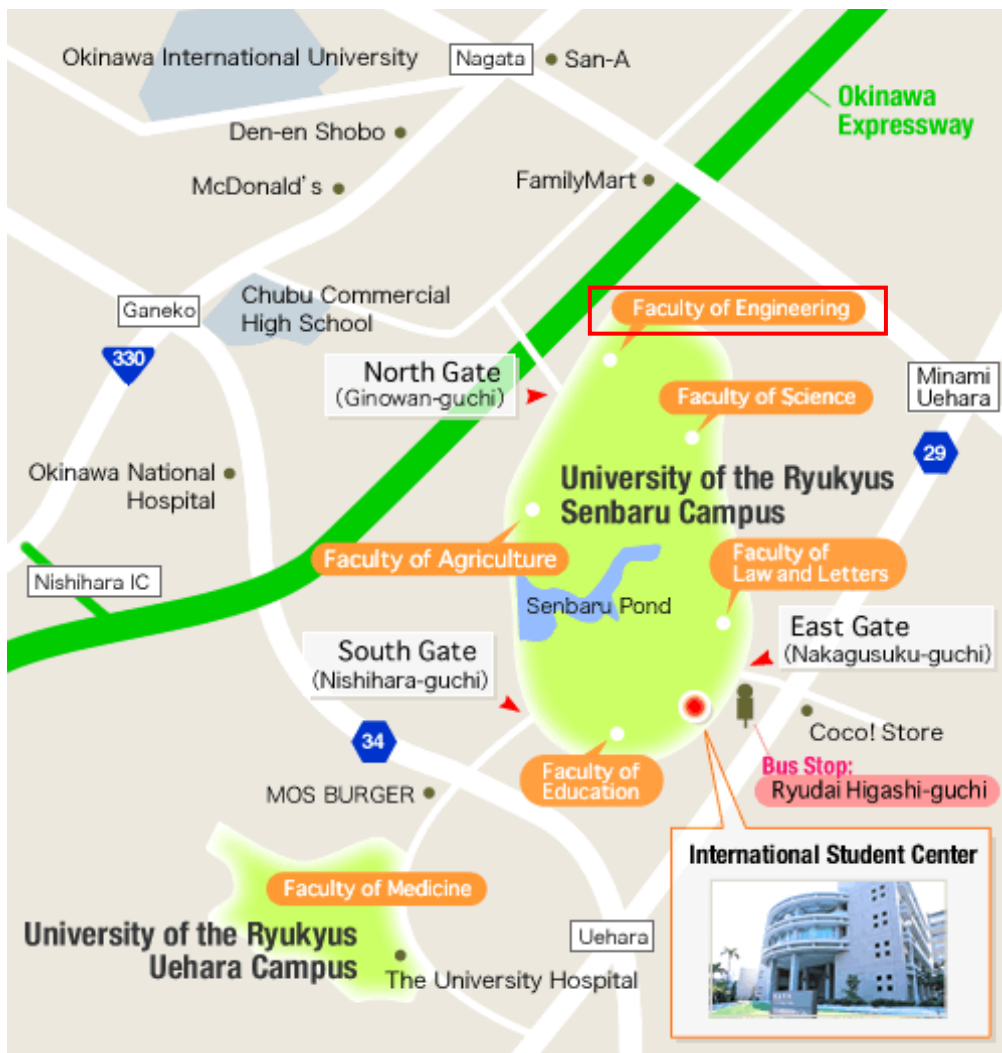 Okinawa International University
Nagata
San-A
Okinawa
Expressway
Den-en Shobo
McDonald's
FamilyMart
Ganeko
Chubu Commercial
High School
Faculty of Engineering
330
North Gate
(Ginowan-guchi)
Minami
Uehara
Faculty of Science
29
Okinawa National
Hospital
University of the Ryukyus
Senbaru Campus
Faculty of Agriculture
Faculty of
Law and Letters
Nishihara IC
Senbaru Pond
East Gate
(Nakagusuku-guchi)
South Gate
(Nishihara-guchi)
Coco! Store
34
Bus Stop:
Ryudai Higashi-guchi
Faculty of
Education
MOS BURGER
International Student Center
Faculty of Medicine
University of the Ryukyus
Uehara Campus
Uehara
The University Hospital